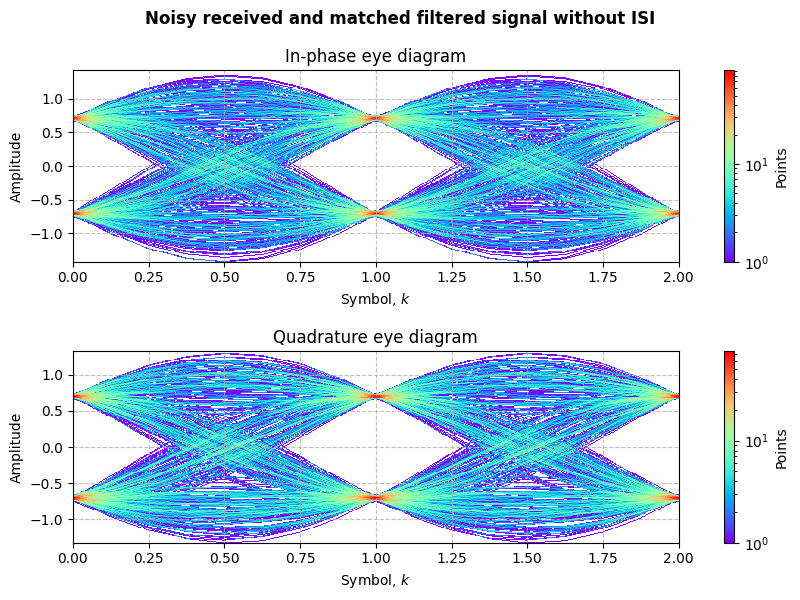 Noisy received and matched filtered signal without ISI
In-phase eye diagram
1.0
0.5
0.0
−0.5
−1.0
Amplitude
0.00 0.25 0.50 0.75 1.00 1.25 1.50 1.75 2.00
Symbol, k
10¹
10⁰
Points
Quadrature eye diagram
1.0
0.5
0.0
−0.5
−1.0
Amplitude
0.00 0.25 0.50 0.75 1.00 1.25 1.50 1.75 2.00
Symbol, k
10¹
10⁰
Points